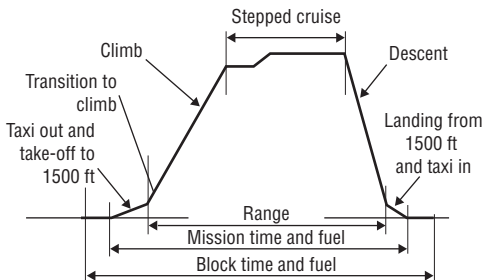 Stepped cruise
Climb
Descent
Transition to
climb
Taxi out and
take-off to
1500 ft
Landing from
1500 ft
and taxi in
Range
Mission time and fuel
Block time and fuel